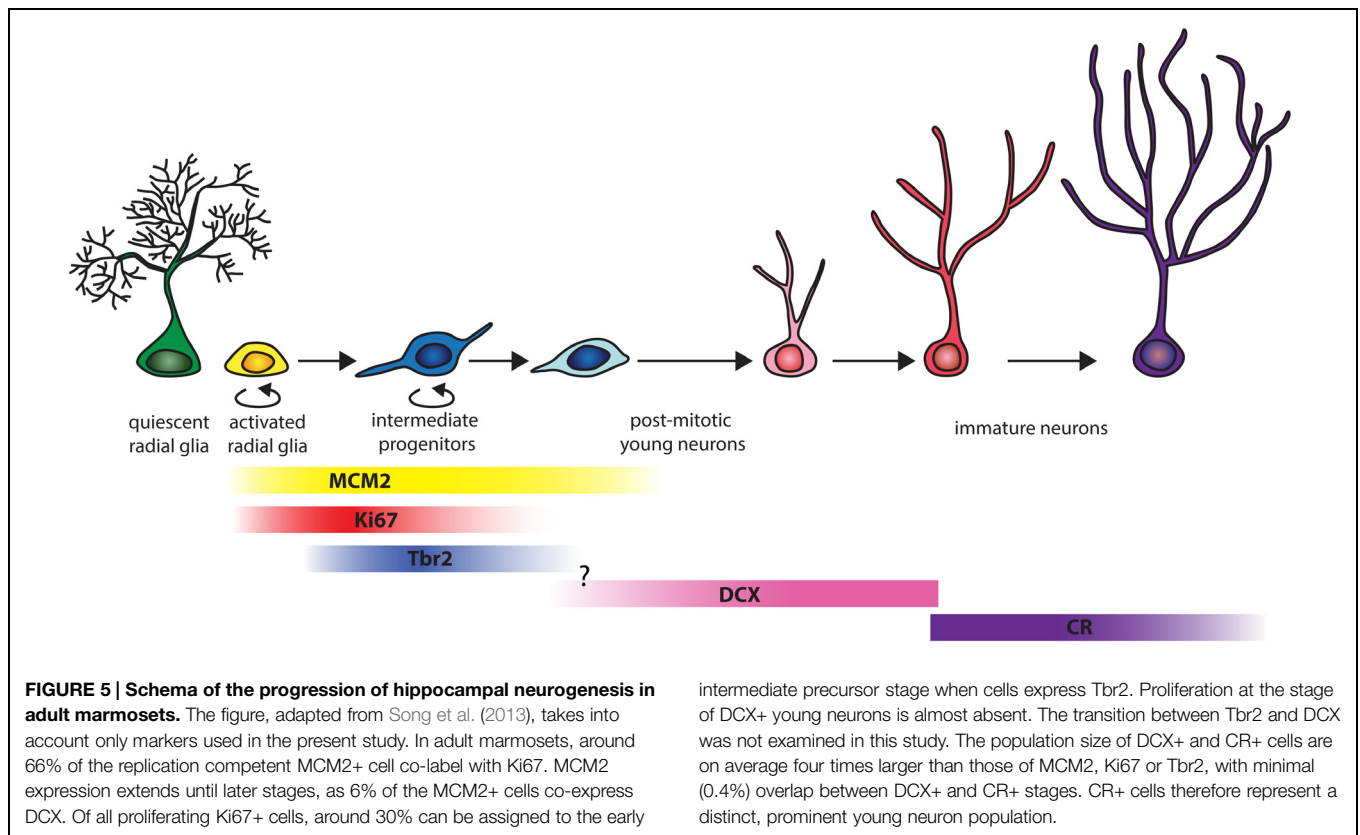 quiescent
radial glia
activated
radial glia
intermediate
progenitors
post-mitotic
young neurons
immature neurons
MCM2
Ki67
Tbr2
?
DCX
CR
FIGURE 5 | Schema of the progression of hippocampal neurogenesis in
adult marmosets. The figure, adapted from Song et al. (2013), takes into
account only markers used in the present study. In adult marmosets, around
66% of the replication competent MCM2+ cell co-label with Ki67. MCM2
expression extends until later stages, as 6% of the MCM2+ cells co-express
DCX. Of all proliferating Ki67+ cells, around 30% can be assigned to the early
intermediate precursor stage when cells express Tbr2. Proliferation at the stage
of DCX+ young neurons is almost absent. The transition between Tbr2 and DCX
was not examined in this study. The population size of DCX+ and CR+ cells are
on average four times larger than those of MCM2, Ki67 or Tbr2, with minimal
(0.4%) overlap between DCX+ and CR+ stages. CR+ cells therefore represent a
distinct, prominent young neuron population.